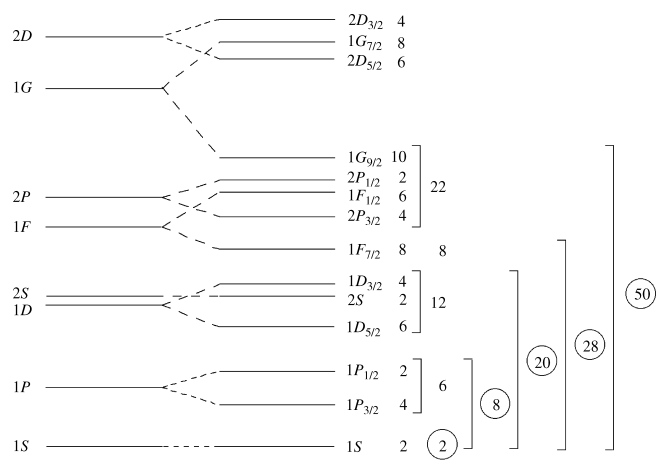 2D 2D3/2 4
1G7/2 8
2D5/2 6
1G
1G9/2 10
2P1/2 2
2P 1F1/2 6 22
2P3/2 4
1F
1F7/2 8 8
1D3/2 4
2S 2S 2 12 50
1D
1D5/2 6
28
20
1P1/2 2
1P 6
1P3/2 4 8
1S 1S 2 2